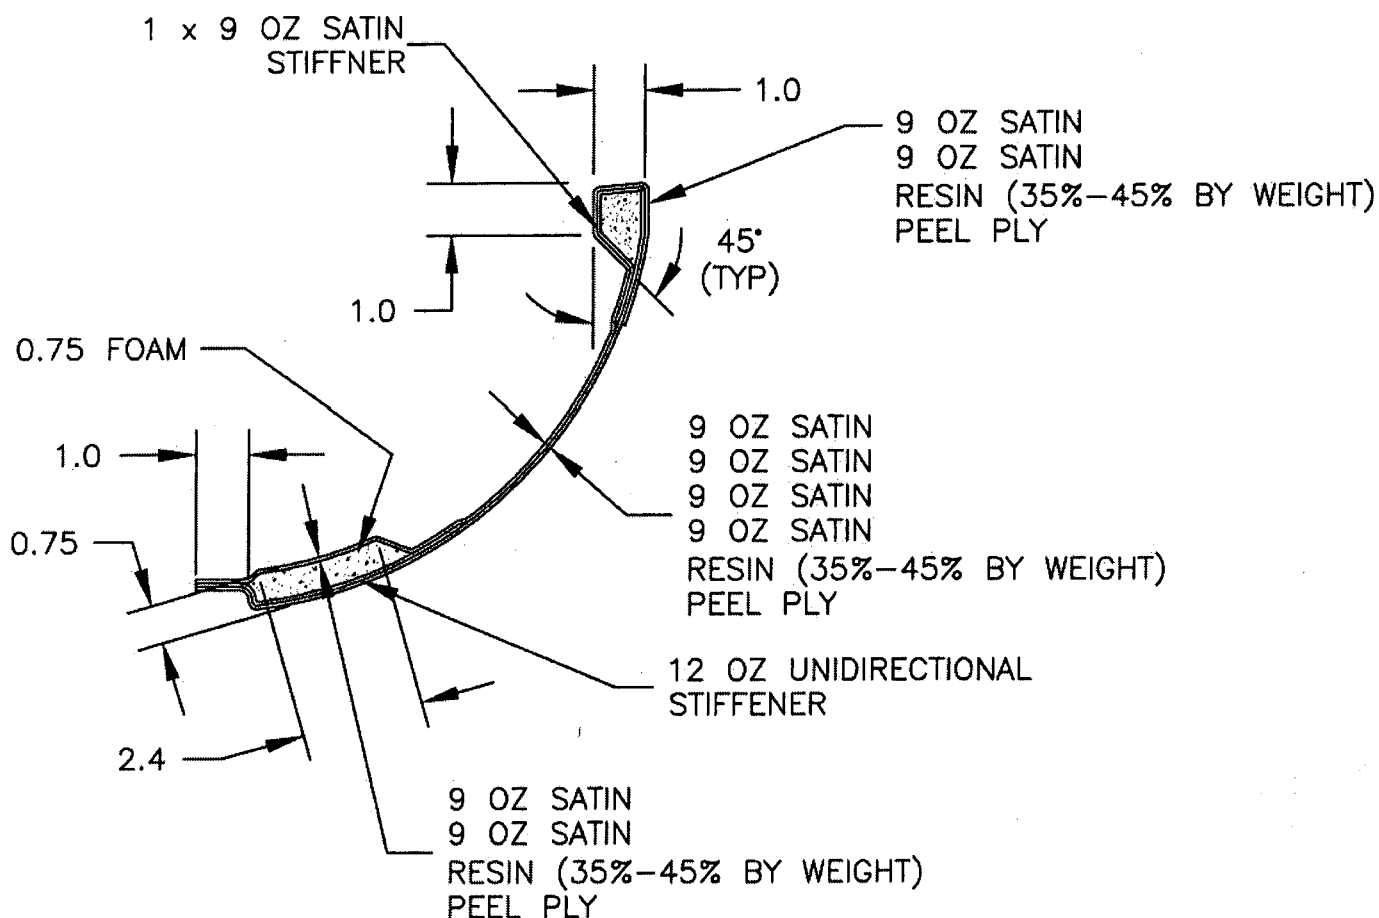 1 x 9 OZ SATIN
STIFFNER
1.0
9 OZ SATIN
9 OZ SATIN
RESIN (35%-45% BY WEIGHT)
PEEL PLY
45°
(TYP)
1.0
0.75 FOAM
1.0
9 OZ SATIN
9 OZ SATIN
9 OZ SATIN
9 OZ SATIN
RESIN (35%-45% BY WEIGHT)
PEEL PLY
0.75
12 OZ UNIDIRECTIONAL
STIFFENER
2.4
9 OZ SATIN
9 OZ SATIN
RESIN (35%-45% BY WEIGHT)
PEEL PLY